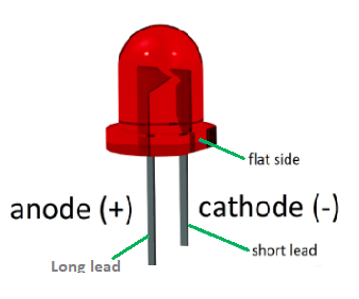 flat side
anode (+)
cathode (-)
short lead
Long lead